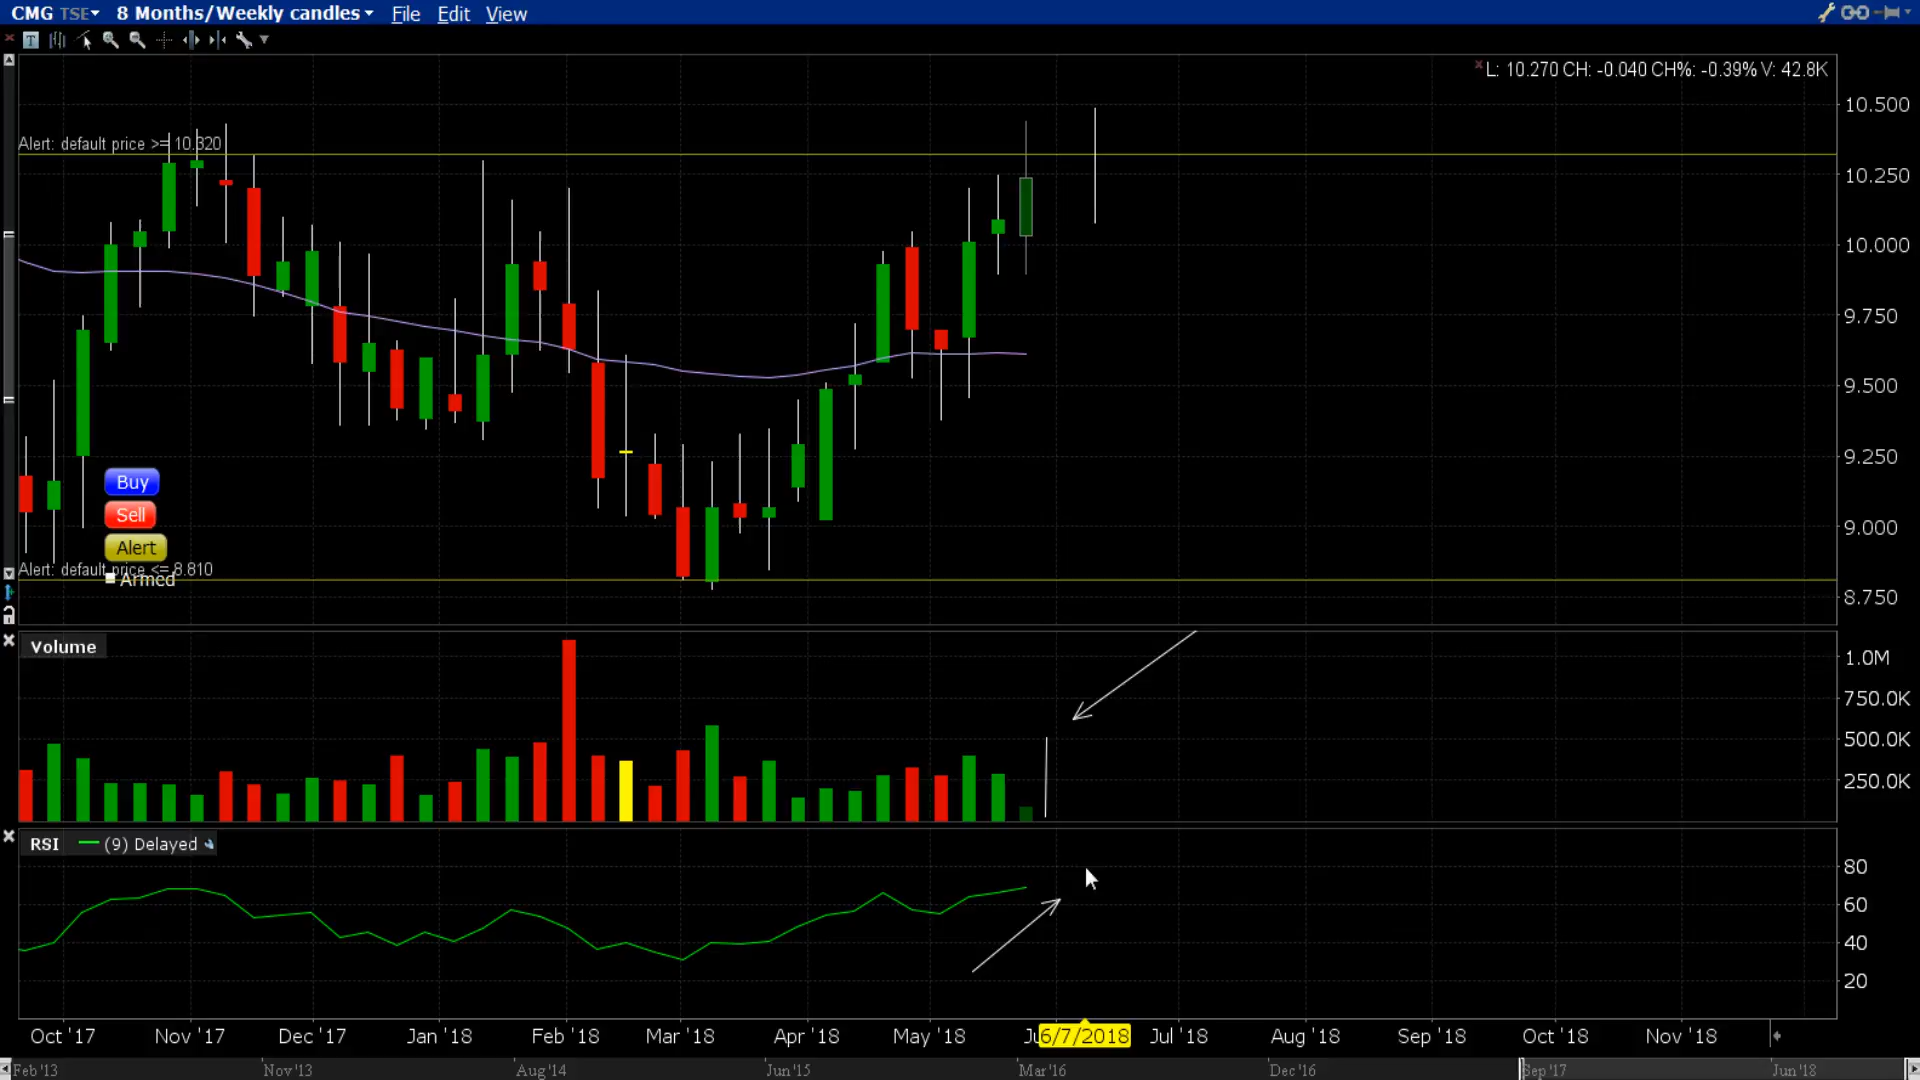 CMG TSE 8 Months/Weekly candles File Edit View
L: 10.270 CH: -0.040 CH%: -0.39% V: 42.8K
10.500
Alert: default price >= 10.320
10.250
10.000
9.750
9.500
9.250
Buy
Sell
9.000
Alert
Alert: default price <= 8.810
Armed
8.750
Volume
1.0M
750.0K
500.0K
250.0K
RSI (9) Delayed
80
60
40
20
Oct '17 Nov '17 Dec '17 Jan '18 Feb '18 Mar '18 Apr '18 May '18 Ju 6/7/2018 Jul '18 Aug '18 Sep '18 Oct '18 Nov '18
Feb'13 Nov'13 Aug'14 Jun'15 Mar'16 Dec'16 Sep'17 Jun'18